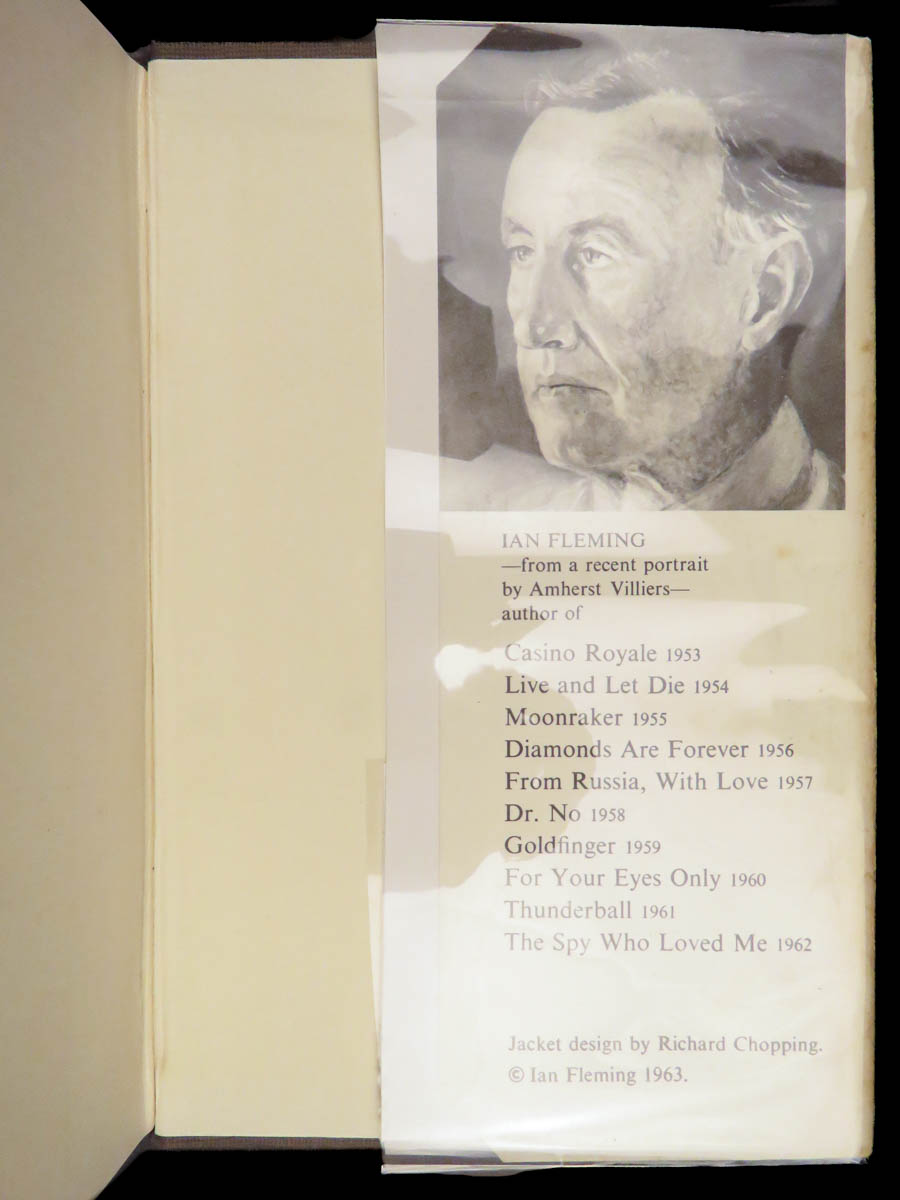 IAN FLEMING
—from a recent portrait
by Amherst Villiers—
author of
Casino Royale 1953
Live and Let Die 1954
Moonraker 1955
Diamonds Are Forever 1956
From Russia, With Love 1957
Dr. No 1958
Goldfinger 1959
For Your Eyes Only 1960
Thunderball 1961
The Spy Who Loved Me 1962
Jacket design by Richard Chopping.
© Ian Fleming 1963.